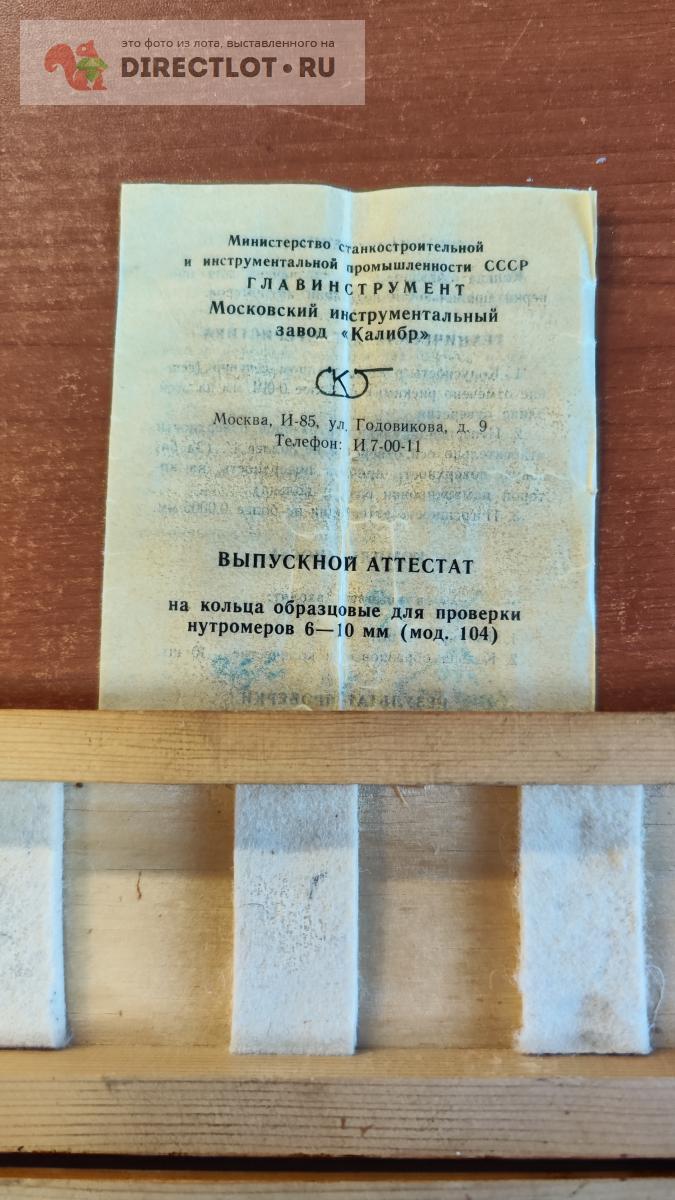 это фото из лота, выставленного на
DIRECTLOT•RU
Министерство станкостроительной
и инструментальной промышленности СССР
ГЛАВИНСТРУМЕНТ
Московский инструментальный
завод «Калибр»
Москва, И-85, ул. Годовикова, д. 9
Телефон: И 7-00-11
ВЫПУСКНОЙ АТТЕСТАТ
на кольца образцовые для проверки
нутромеров 6—10 мм (мод. 104)